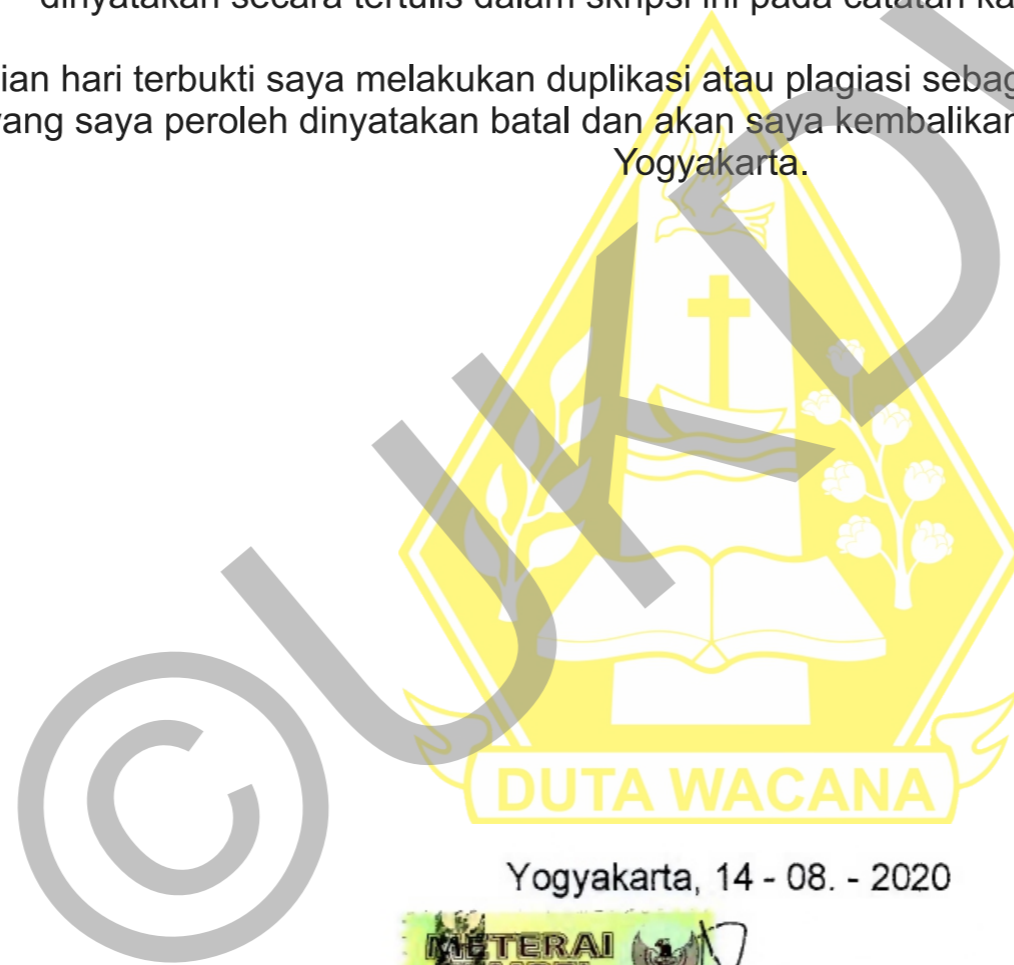 dinyatakan secara tertulis dalam skripsi ini pada catatan ka
ian hari terbukti saya melakukan duplikasi atau plagiasi sebag
yang saya peroleh dinyatakan batal dan akan saya kembalikan
Yogyakarta.
©UKD
DUTA WACANA
Yogyakarta, 14 - 08. - 2020
METERAI